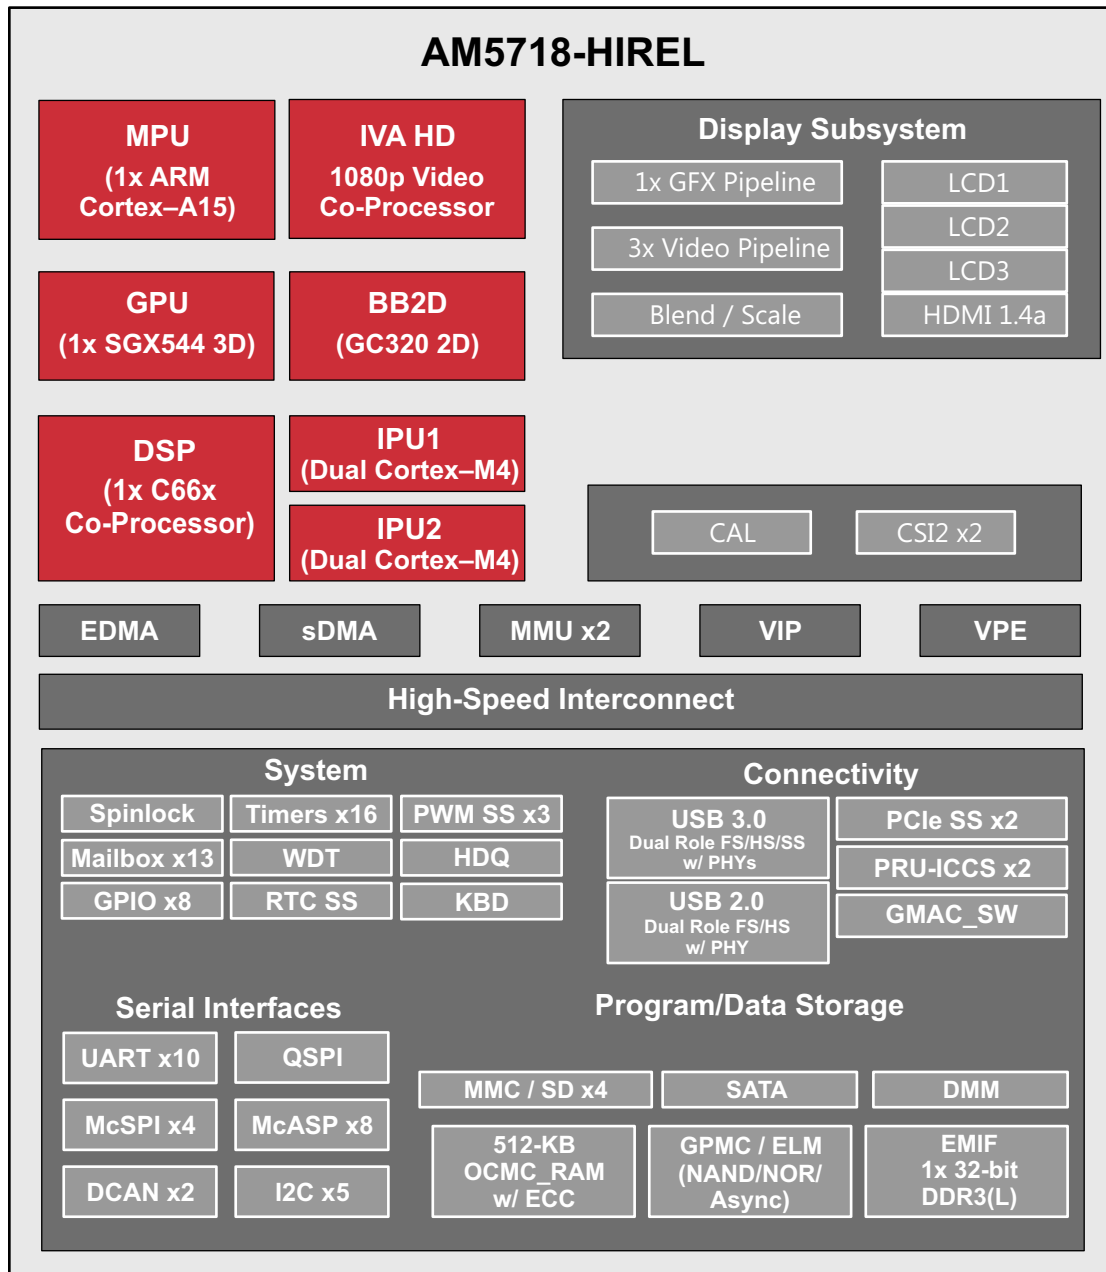 AM5718-HIREL
MPU
(1x ARM
Cortex–A15)
IVA HD
1080p Video
Co-Processor
Display Subsystem
1x GFX Pipeline
3x Video Pipeline
Blend / Scale
LCD1
LCD2
LCD3
HDMI 1.4a
GPU
(1x SGX544 3D)
BB2D
(GC320 2D)
DSP
(1x C66x
Co-Processor)
IPU1
(Dual Cortex–M4)
IPU2
(Dual Cortex–M4)
CAL
CSI2 x2
EDMA
sDMA
MMU x2
VIP
VPE
High-Speed Interconnect
System
Spinlock
Timers x16
PWM SS x3
Mailbox x13
WDT
HDQ
GPIO x8
RTC SS
KBD
Connectivity
USB 3.0
Dual Role FS/HS/SS
w/ PHYs
USB 2.0
Dual Role FS/HS
w/ PHY
PCIe SS x2
PRU-ICCS x2
GMAC_SW
Serial Interfaces
UART x10
QSPI
McSPI x4
McASP x8
DCAN x2
I2C x5
Program/Data Storage
MMC / SD x4
SATA
DMM
512-KB
OCMC_RAM
w/ ECC
GPMC / ELM
(NAND/NOR/
Async)
EMIF
1x 32-bit
DDR3(L)